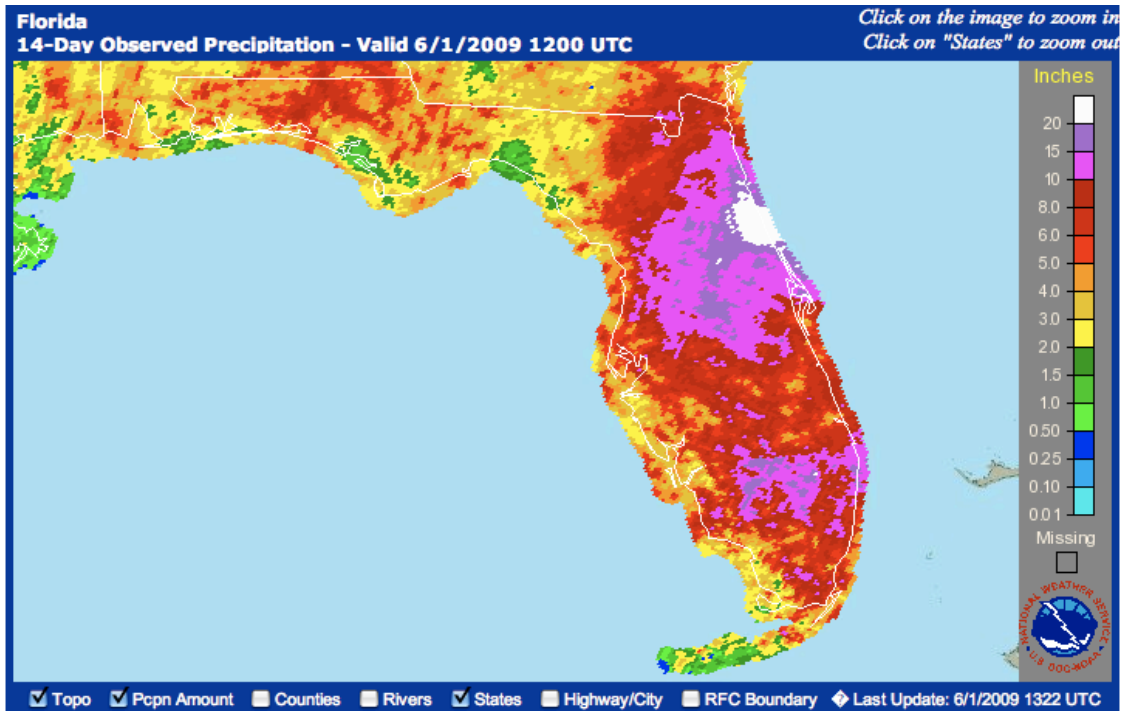 Florida
14-Day Observed Precipitation - Valid 6/1/2009 1200 UTC
Click on the image to zoom in
Click on "States" to zoom out
Inches
20
15
10
8.0
6.0
5.0
4.0
3.0
2.0
1.5
1.0
0.50
0.25
0.10
0.01
Missing
NATIONAL WEATHER SERVICE
U.S DOC-NOAA
Topo Pcpn Amount Counties Rivers States Highway/City RFC Boundary � Last Update: 6/1/2009 1322 UTC